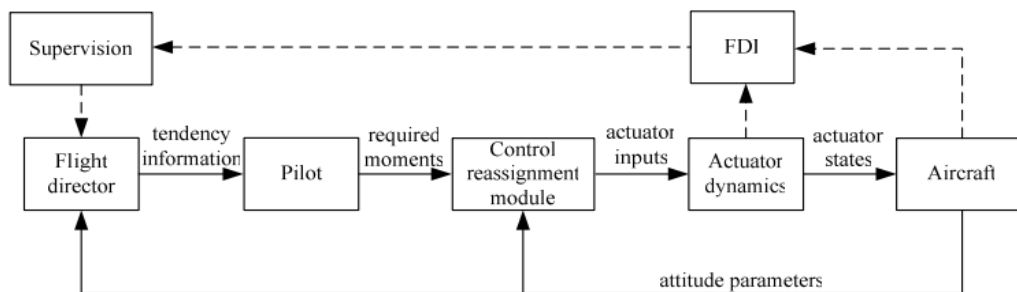 Supervision
FDI
tendency
information
required
moments
actuator
inputs
actuator
states
Flight
director
Pilot
Control
reassignment
module
Actuator
dynamics
Aircraft
attitude parameters